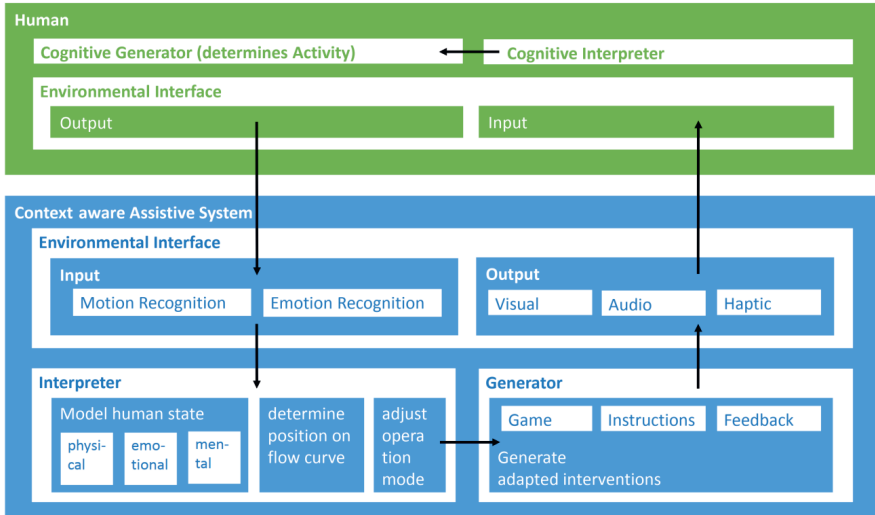 Human
Cognitive Generator (determines Activity)
Cognitive Interpreter
Environmental Interface
Output
Input
Context aware Assistive System
Environmental Interface
Input
Motion Recognition
Emotion Recognition
Output
Visual
Audio
Haptic
Interpreter
Model human state
physi-
cal
emo-
tional
men-
tal
determine
position on
flow curve
adjust
opera
tion
mode
Generator
Game
Instructions
Feedback
Generate
adapted interventions